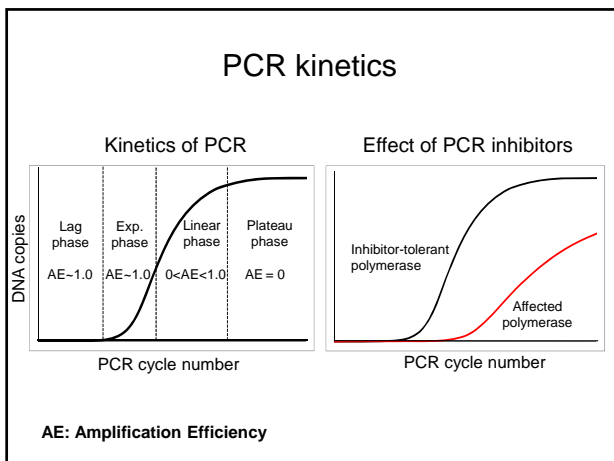 PCR kinetics
Kinetics of PCR
DNA copies
Lag
phase
AE~1.0
Exp.
phase
AE~1.0
Linear
phase
0<AE<1.0
Plateau
phase
AE = 0
PCR cycle number
Effect of PCR inhibitors
Inhibitor-tolerant
polymerase
Affected
polymerase
PCR cycle number
AE: Amplification Efficiency